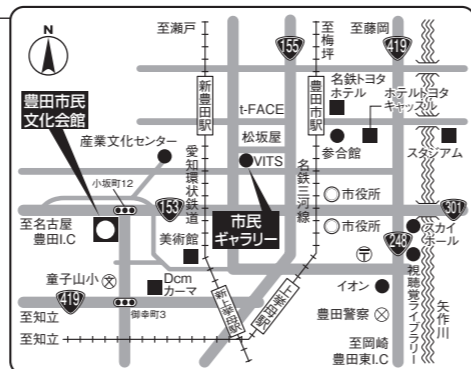 N
至瀬戸
155
至梅坪
至藤岡
419
新豊田駅
豊田市駅
名鉄トヨタ
ホテル
ホテルトヨタ
キャッスル
t-FACE
豊田市民
文化会館
産業文化センター
松坂屋
VITS
参合館
スタジアム
愛知環状鉄道
名鉄三河線
小坂町12
153
市役所
301
至名古屋
豊田I.C
市民
ギャラリー
市役所
美術館
248
スカイ
ホール
童子山小
文
Dcm
カーマ
〒
視聴覚ライブラリー
矢作川
419
イオン
至知立
御幸町3
新上挙母駅
上挙母駅
豊田警察
至知立
至岡崎
豊田東I.C